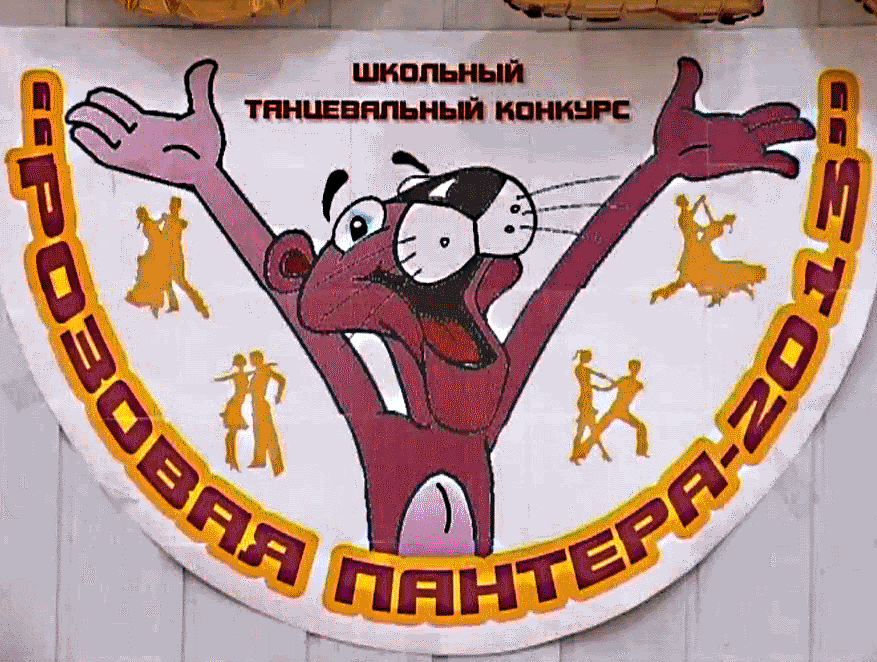 ШКОЛЬНЫЙ
ТАНЦЕВАЛЬНЫЙ КОНКУРС
"РОЗОВАЯ ПАНТЕРА-2013"